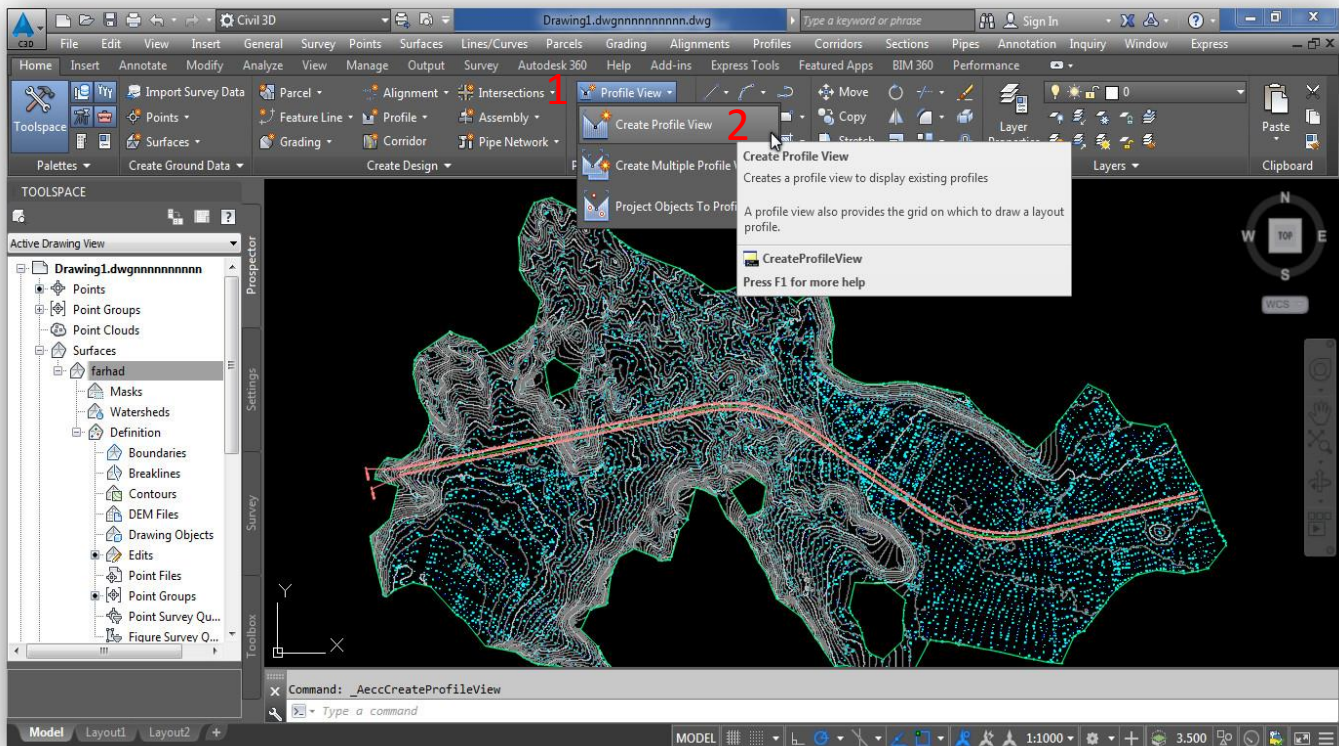 Civil 3D
Drawing1.dwgnnnnnnnnnn.dwg
Type a keyword or phrase
Sign In
C3D
File Edit View Insert General Survey Points Surfaces Lines/Curves Parcels Grading Alignments Profiles Corridors Sections Pipes Annotation Inquiry Window Express
Home Insert Annotate Modify Analyze View Manage Output Survey Autodesk 360 Help Add-ins Express Tools Featured Apps BIM 360 Performance
Toolspace
Import Survey Data
Points
Surfaces
Parcel
Feature Line
Grading
Alignment
Profile
Corridor
Intersections
Assembly
Pipe Network
1
Profile View
Move
Copy
Stretch
Layer
0
Paste
Palettes
Create Ground Data
Create Design
Layers
Clipboard
Create Profile View
2
Create Multiple Profile V
Project Objects To Profi
Create Profile View
Creates a profile view to display existing profiles
A profile view also provides the grid on which to draw a layout
profile.
CreateProfileView
Press F1 for more help
TOOLSPACE
Active Drawing View
Drawing1.dwgnnnnnnnnnn
Points
Point Groups
Point Clouds
Surfaces
farhad
Masks
Watersheds
Definition
Boundaries
Breaklines
Contours
DEM Files
Drawing Objects
Edits
Point Files
Point Groups
Point Survey Qu...
Figure Survey Q...
Prospector
Settings
Survey
Toolbox
N
W TOP E
S
WCS
Y
X
Command: _AeccCreateProfileView
Type a command
Model Layout1 Layout2 +
MODEL
1:1000
3.500